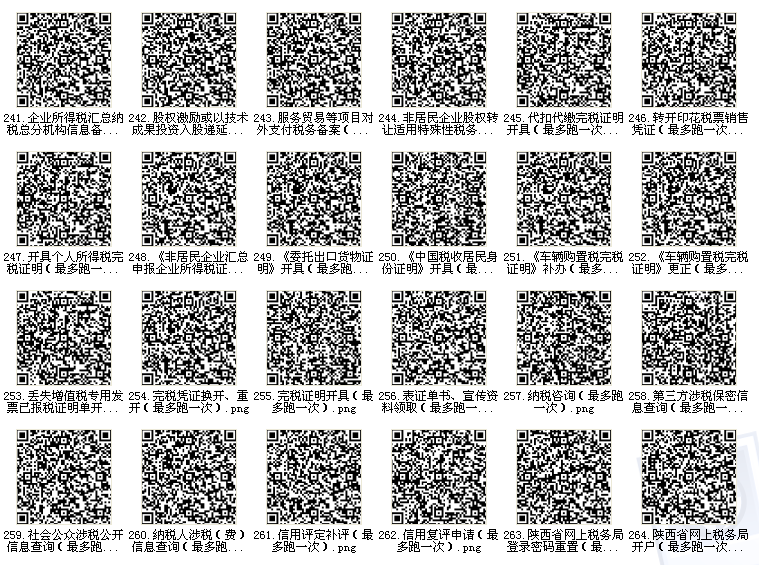 241.企业所得税汇总纳
税总分机构信息备...
242.股权激励或以技术
成果投资入股递延...
243.服务贸易等项目对
外支付税务备案(...
244.非居民企业股权转
让适用特殊性税务...
245.代扣代缴完税证明
开具(最多跑一次...
246.转开印花税票销售
凭证(最多跑一次...
247.开具个人所得税完
税证明(最多跑一...
248.《非居民企业汇总
申报企业所得税证...
249.《委托出口货物证
明》开具(最多跑...
250.《中国税收居民身
份证明》开具(最...
251.《车辆购置税完税
证明》补办(最多...
252.《车辆购置税完税
证明》更正(最多...
253.丢失增值税专用发
票已报税证明单开...
254.完税凭证换开、重
开(最多跑一次).png
255.完税证明开具(最
多跑一次).png
256.表证单书、宣传资
料领取(最多跑一...
257.纳税咨询(最多跑
一次).png
258.第三方涉税保密信
息查询(最多跑一...
259.社会公众涉税公开
信息查询(最多跑...
260.纳税人涉税(费)
信息查询(最多跑...
261.信用评定补评(最
多跑一次).png
262.信用复评申请(最
多跑一次).png
263.陕西省网上税务局
登录密码重置(最...
264.陕西省网上税务局
开户(最多跑一次...